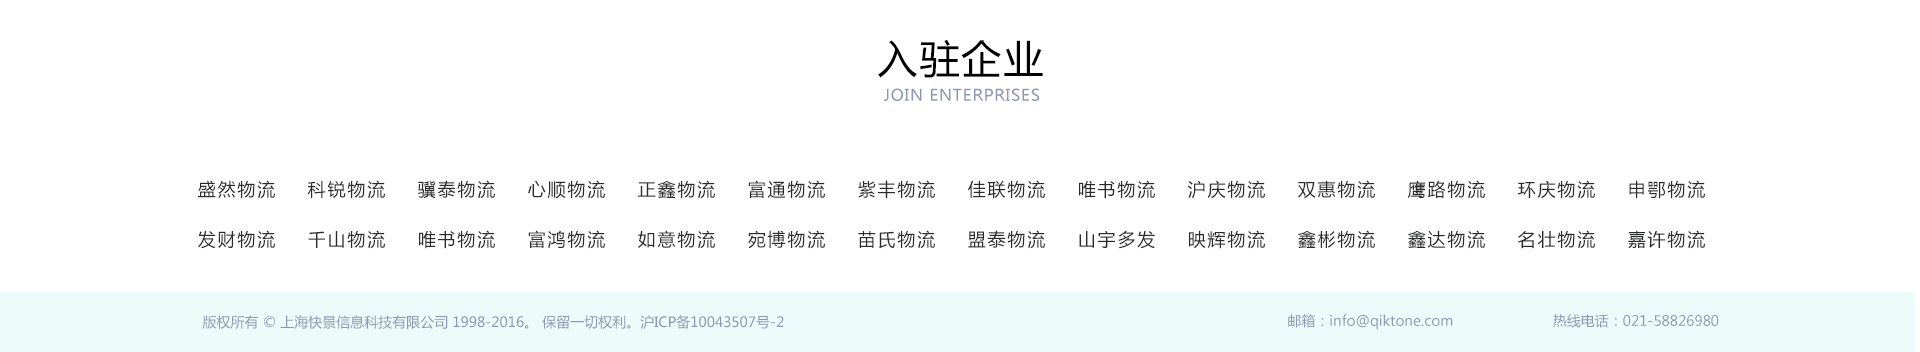 入驻企业
JOIN ENTERPRISES
盛然物流 科锐物流 骥泰物流 心顺物流 正鑫物流 富通物流 紫丰物流 佳联物流 唯书物流 沪庆物流 双惠物流 鹰路物流 环庆物流 申鄂物流
发财物流 千山物流 唯书物流 富鸿物流 如意物流 宛博物流 苗氏物流 盟泰物流 山宇多发 映辉物流 鑫彬物流 鑫达物流 名壮物流 嘉许物流
版权所有 © 上海快景信息科技有限公司 1998-2016。 保留一切权利。沪ICP备10043507号-2 邮箱：info@qiktone.com 热线电话：021-58826980